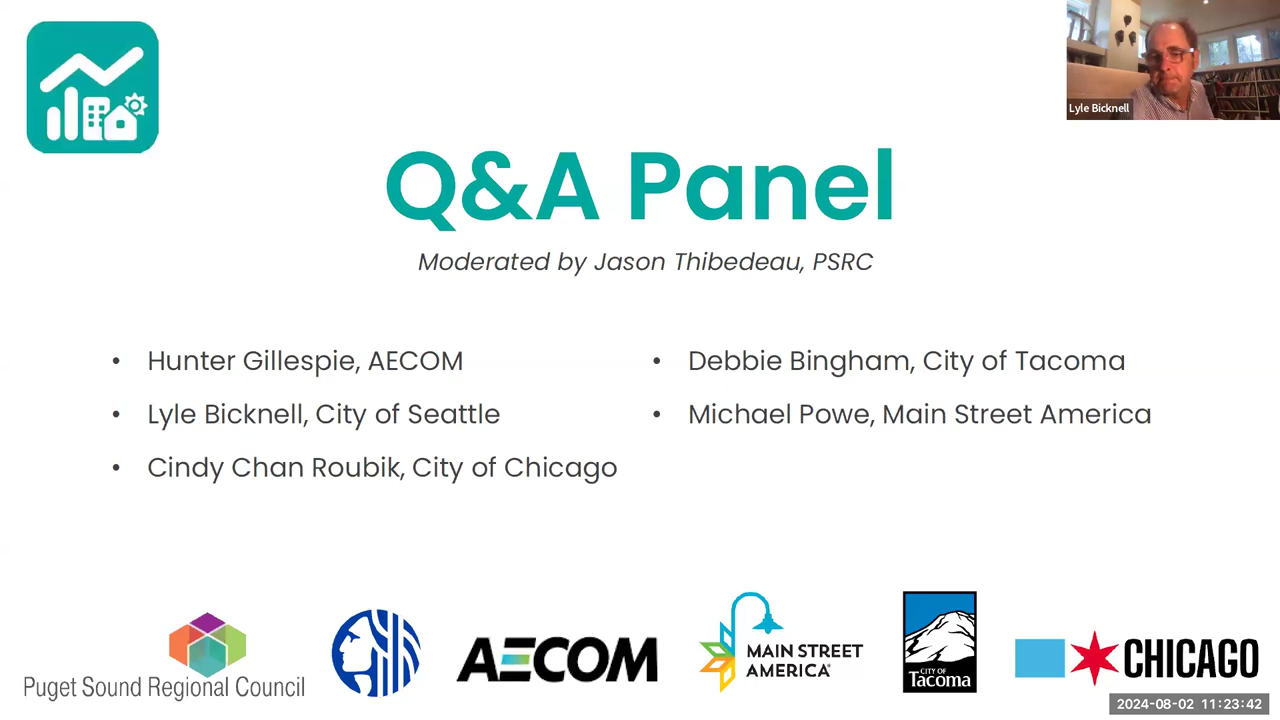 Lyle Bicknell
Q&A Panel
Moderated by Jason Thibedeau, PSRC
• Hunter Gillespie, AECOM
• Lyle Bicknell, City of Seattle
• Cindy Chan Roubik, City of Chicago
• Debbie Bingham, City of Tacoma
• Michael Powe, Main Street America
Puget Sound Regional Council
AECOM
MAIN STREET
AMERICA®
CITY OF
Tacoma
CHICAGO
2024-08-02 11:23:42